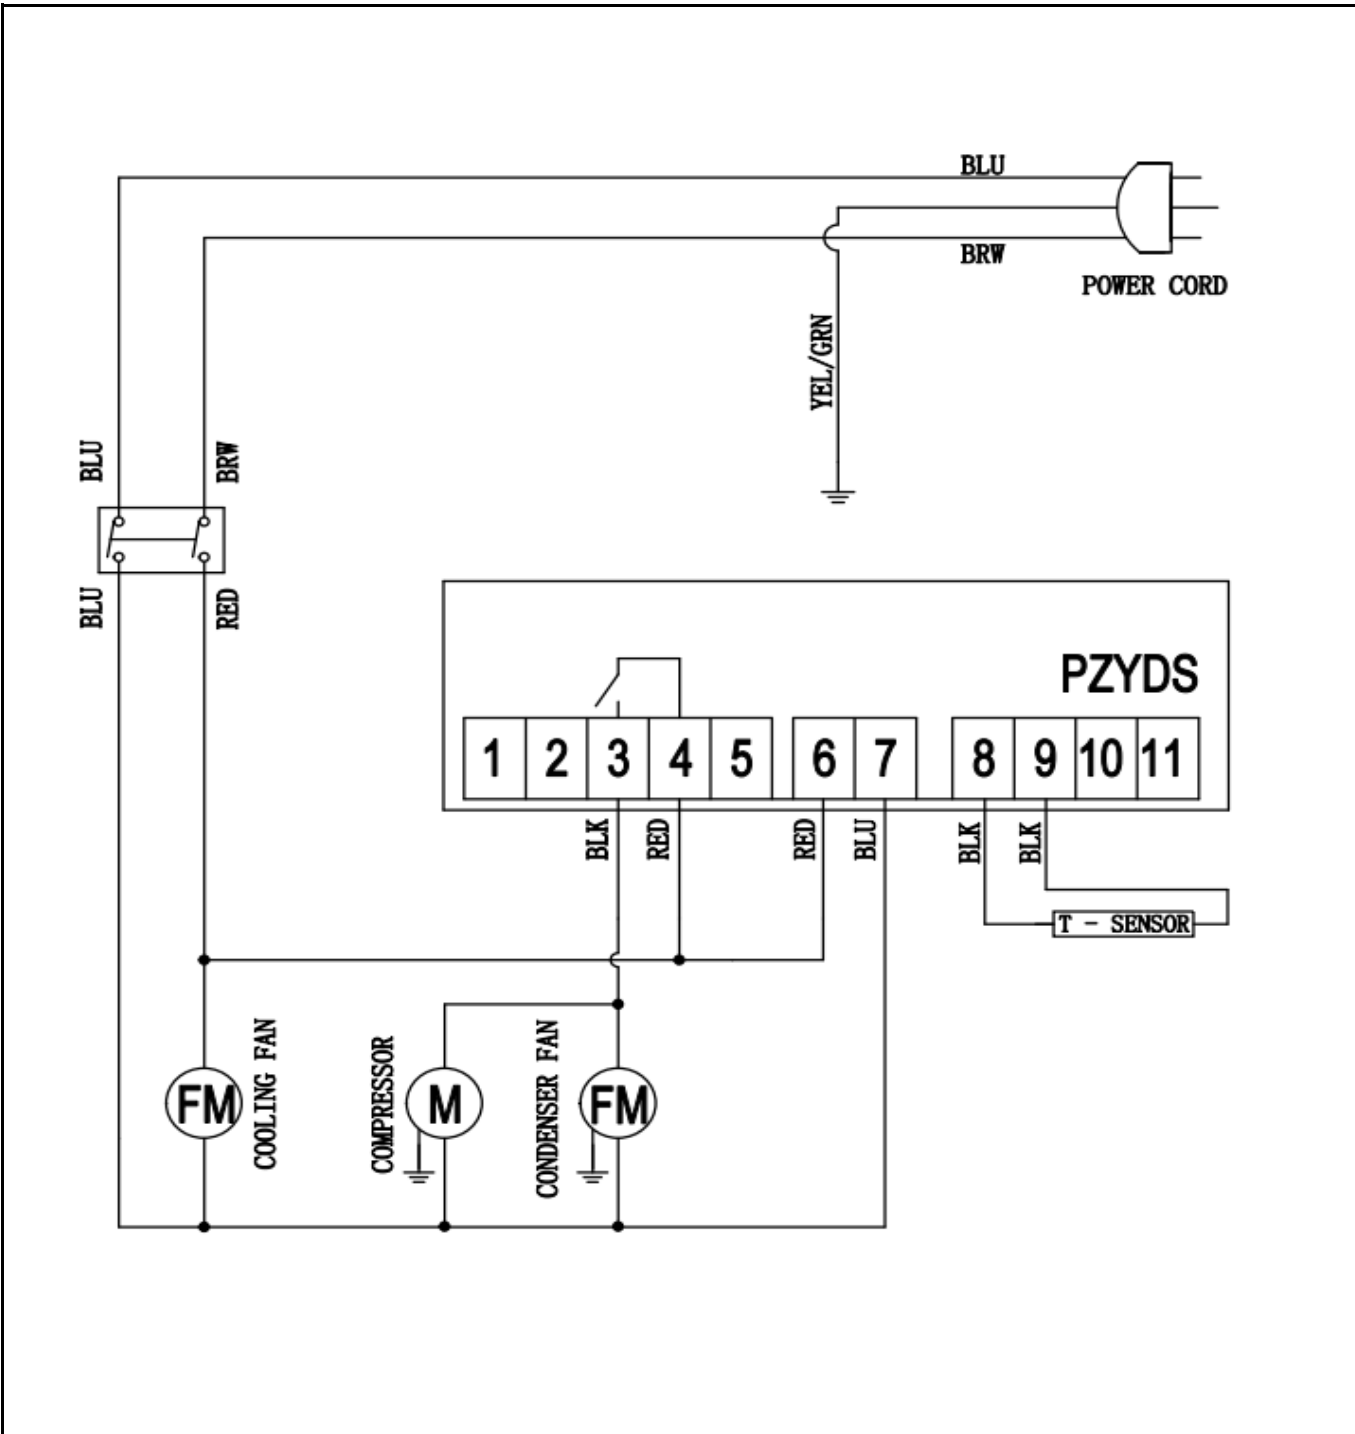 BLU
BRW
POWER CORD
YEL/GRN
BLU
BRW
BLU
RED
PZYDS
1 2 3 4 5 6 7 8 9 10 11
BLK
RED
RED
BLU
BLK
BLK
T - SENSOR
FM
COOLING FAN
COMPRESSOR
M
CONDENSER FAN
FM